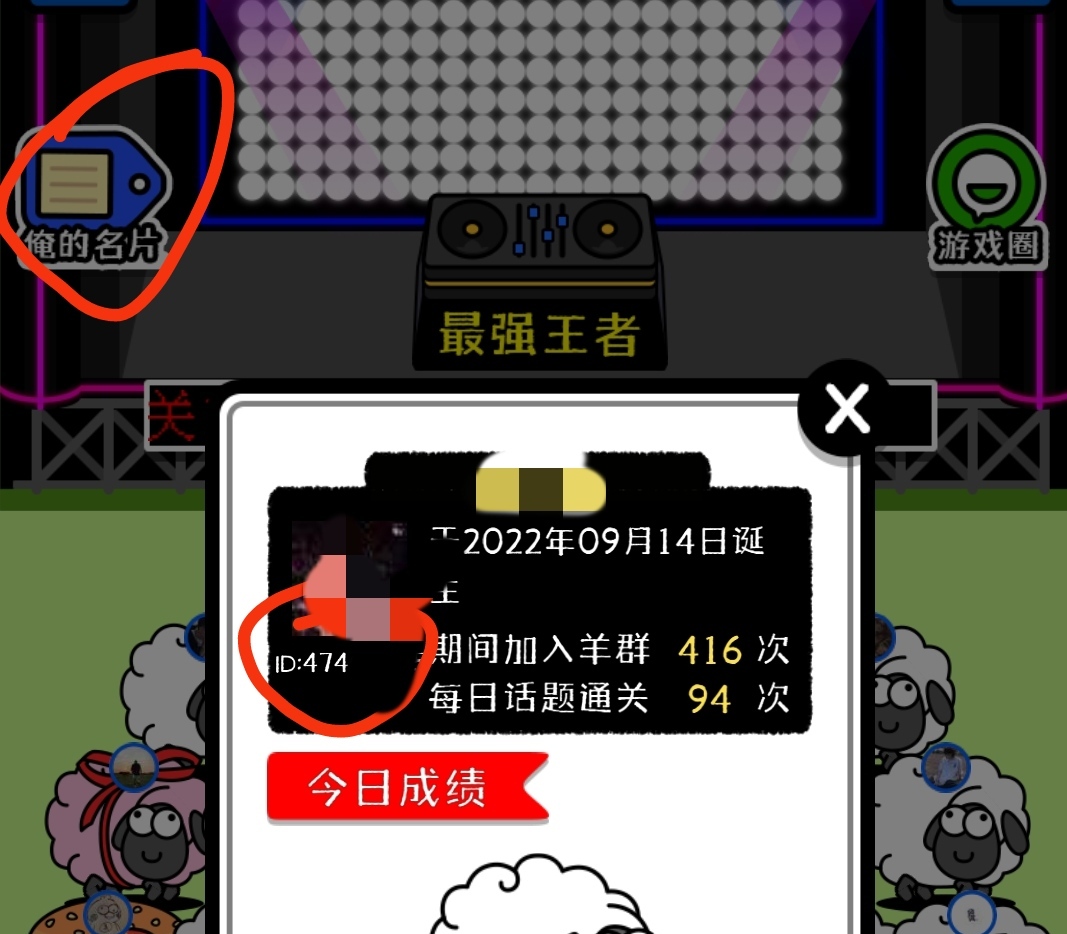 俺的名片
游戏圈
最强王者
关
于2022年09月14日诞
生
ID:474
期间加入羊群 416 次
每日话题通关 94 次
今日成绩